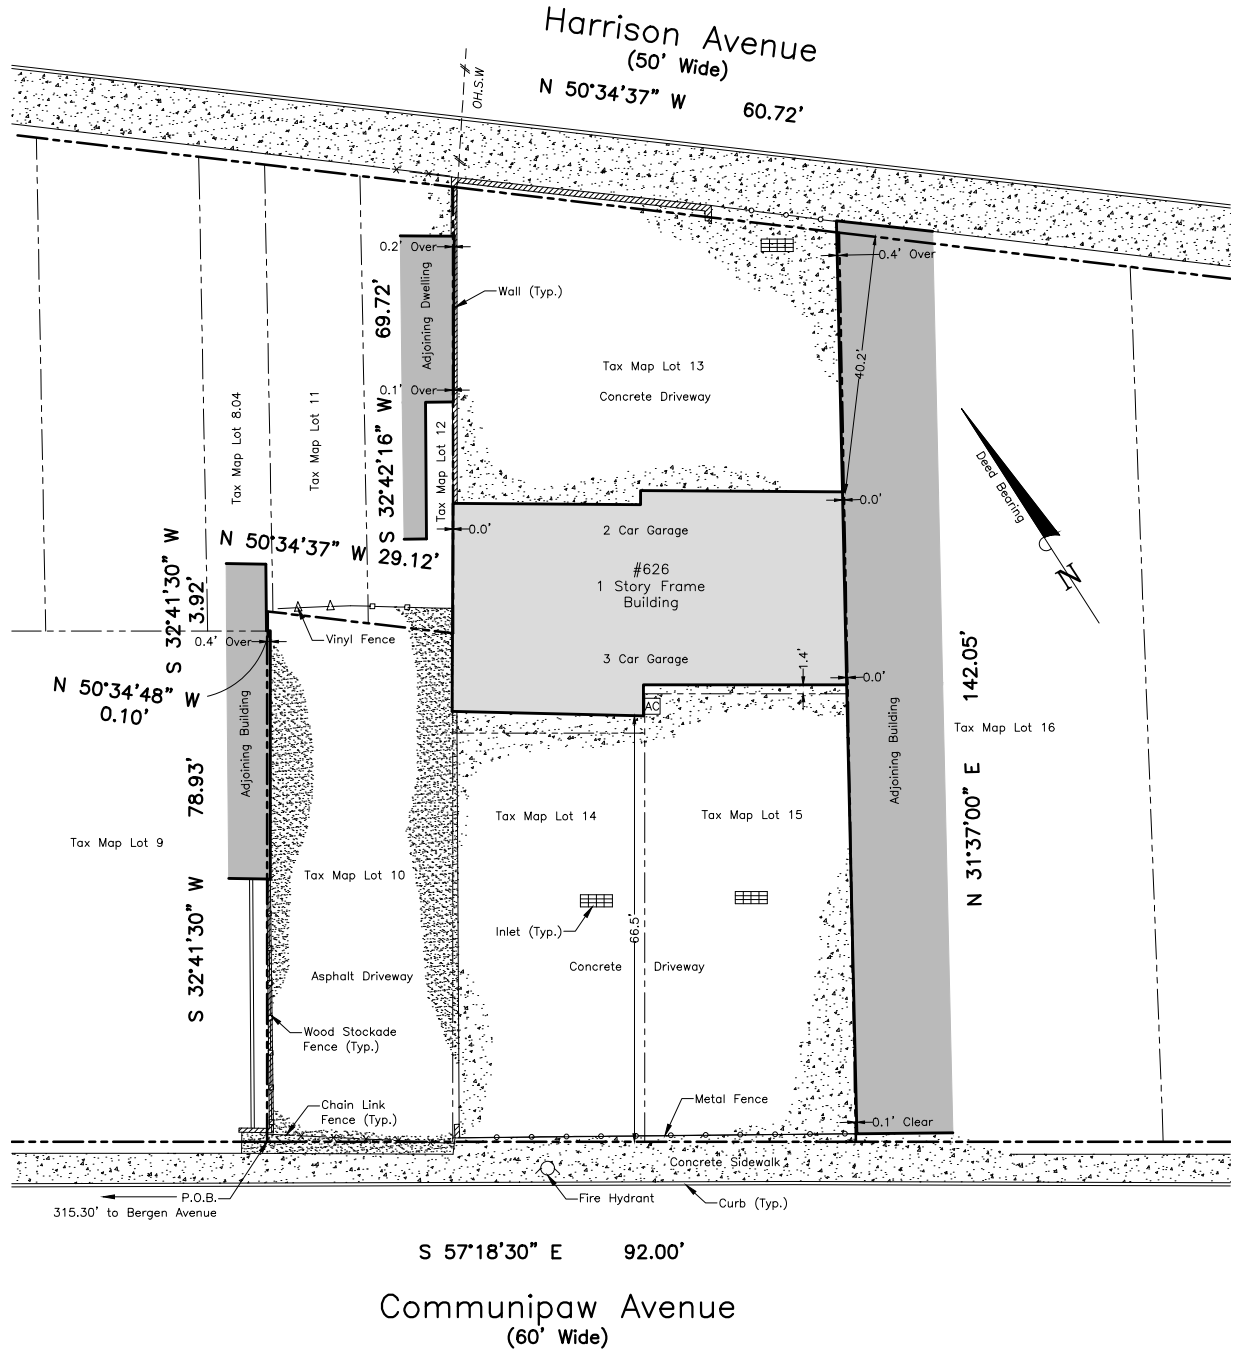 Harrison Avenue
(50' Wide)
N 50°34'37" W 60.72'
OH.S.W
0.2' Over
Adjoining Dwelling
69.72'
S 32°42'16" W
0.1' Over
Wall (Typ.)
0.4' Over
40.2'
Tax Map Lot 13
Concrete Driveway
Tax Map Lot 8.04
Tax Map Lot 11
Tax Map Lot 12
Deed Bearing
N
N 50°34'37" W 29.12'
0.0'
0.0'
2 Car Garage
#626
1 Story Frame
Building
3 Car Garage
1.4'
0.0'
AC
S 32°41'30" W
3.92'
0.4' Over
Vinyl Fence
N 50°34'48" W
0.10'
Adjoining Building
78.93'
S 32°41'30" W
Tax Map Lot 9
Tax Map Lot 10
Tax Map Lot 14
Tax Map Lot 15
Adjoining Building
Tax Map Lot 16
N 31°37'00" E 142.05'
66.5'
Inlet (Typ.)
Concrete Driveway
Asphalt Driveway
Wood Stockade
Fence (Typ.)
Chain Link
Fence (Typ.)
Metal Fence
0.1' Clear
Concrete Sidewalk
P.O.B.
315.30' to Bergen Avenue
Fire Hydrant
Curb (Typ.)
S 57°18'30" E 92.00'
Communipaw Avenue
(60' Wide)